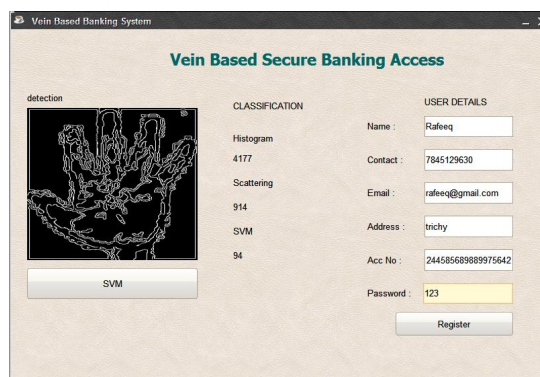 Vein Based Banking System
Vein Based Secure Banking Access
detection
SVM
CLASSIFICATION
Histogram
4177
Scattering
914
SVM
94
USER DETAILS
Name : Rafeeq
Contact : 7845129630
Email : rafeeq@gmail.com
Address : trichy
Acc No : 244585689889975642
Password : 123
Register